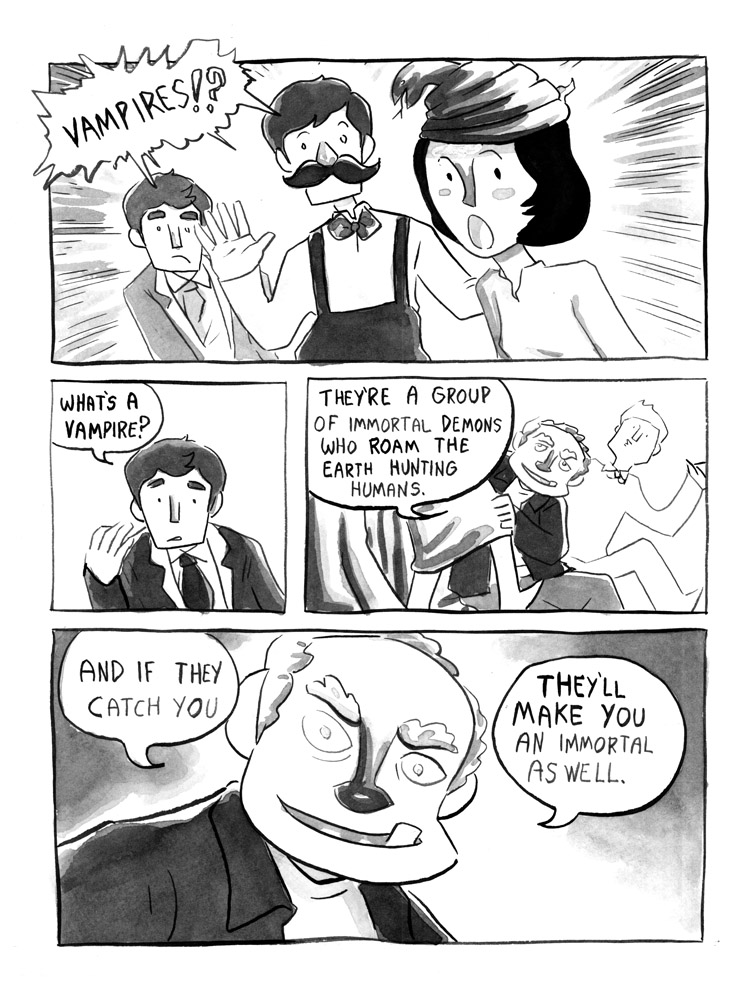 VAMPIRES!?
WHAT'S A
VAMPIRE?
THEY'RE A GROUP
OF IMMORTAL DEMONS
WHO ROAM THE
EARTH HUNTING
HUMANS.
AND IF THEY
CATCH YOU
THEY'LL
MAKE YOU
AN IMMORTAL
AS WELL.